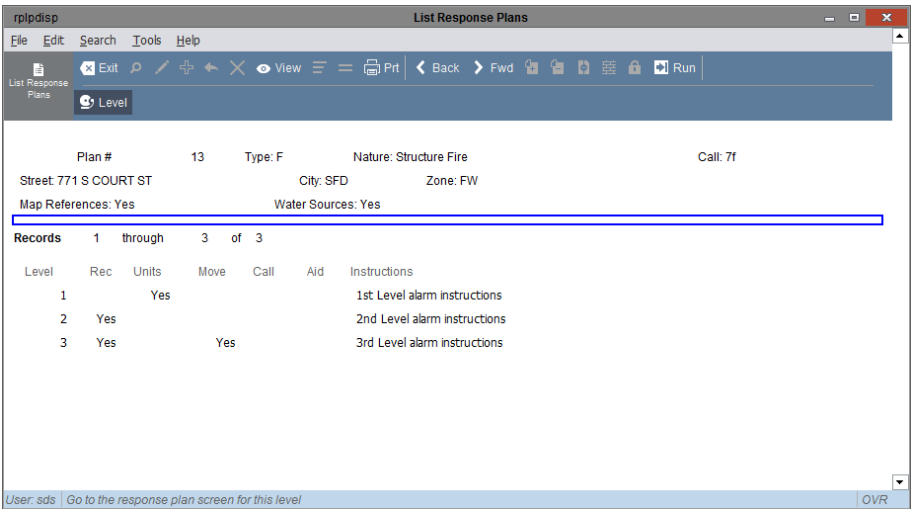 rplpdisp List Response Plans
File Edit Search Tools Help
List Response Plans
Exit View Prt Back Fwd Run
Level
Plan # 13 Type: F Nature: Structure Fire Call: 7f
Street: 771 S COURT ST City: SFD Zone: FW
Map References: Yes Water Sources: Yes
Records 1 through 3 of 3
Level Rec Units Move Call Aid Instructions
1 Yes 1st Level alarm instructions
2 Yes 2nd Level alarm instructions
3 Yes Yes 3rd Level alarm instructions
User: sds Go to the response plan screen for this level OVR